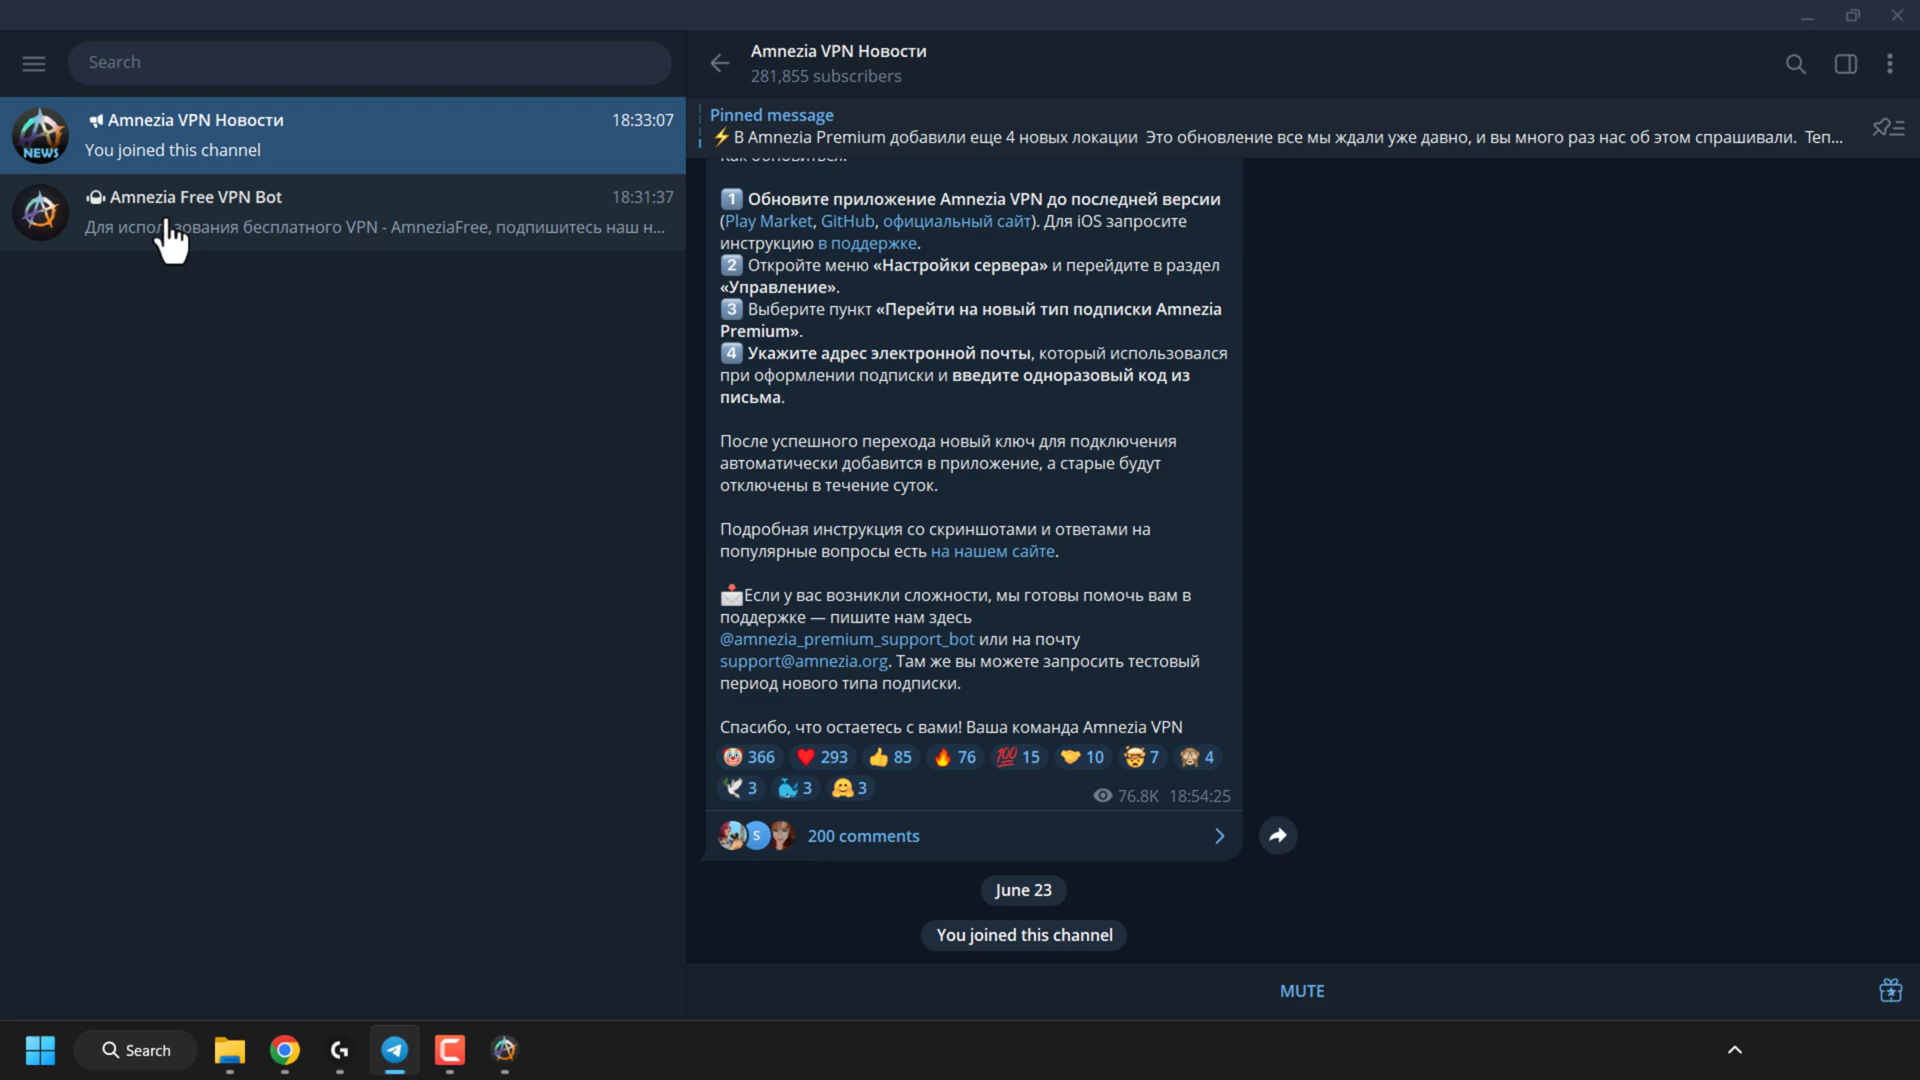 Search
NEWS
Amnezia VPN Новости
18:33:07
You joined this channel
Amnezia Free VPN Bot
18:31:37
Для использования бесплатного VPN - AmneziaFree, подпишитесь наш н...
Amnezia VPN Новости
281,855 subscribers
Pinned message
⚡В Amnezia Premium добавили еще 4 новых локации Это обновление все мы ждали уже давно, и вы много раз нас об этом спрашивали. Теп...
1 Обновите приложение Amnezia VPN до последней версии
(Play Market, GitHub, официальный сайт). Для iOS запросите
инструкцию в поддержке.
2 Откройте меню «Настройки сервера» и перейдите в раздел
«Управление».
3 Выберите пункт «Перейти на новый тип подписки Amnezia
Premium».
4 Укажите адрес электронной почты, который использовался
при оформлении подписки и введите одноразовый код из
письма.
После успешного перехода новый ключ для подключения
автоматически добавится в приложение, а старые будут
отключены в течение суток.
Подробная инструкция со скриншотами и ответами на
популярные вопросы есть на нашем сайте.
📩Если у вас возникли сложности, мы готовы помочь вам в
поддержке — пишите нам здесь
@amnezia_premium_support_bot или на почту
support@amnezia.org. Там же вы можете запросить тестовый
период нового типа подписки.
Спасибо, что остаетесь с вами! Ваша команда Amnezia VPN
🤡 366 ❤ 293 👍 85 🔥 76 💯 15 🤝 10 🤯 7 🙈 4
🕊 3 🐳 3 🤗 3
76.8K 18:54:25
S
200 comments
June 23
You joined this channel
MUTE
Search